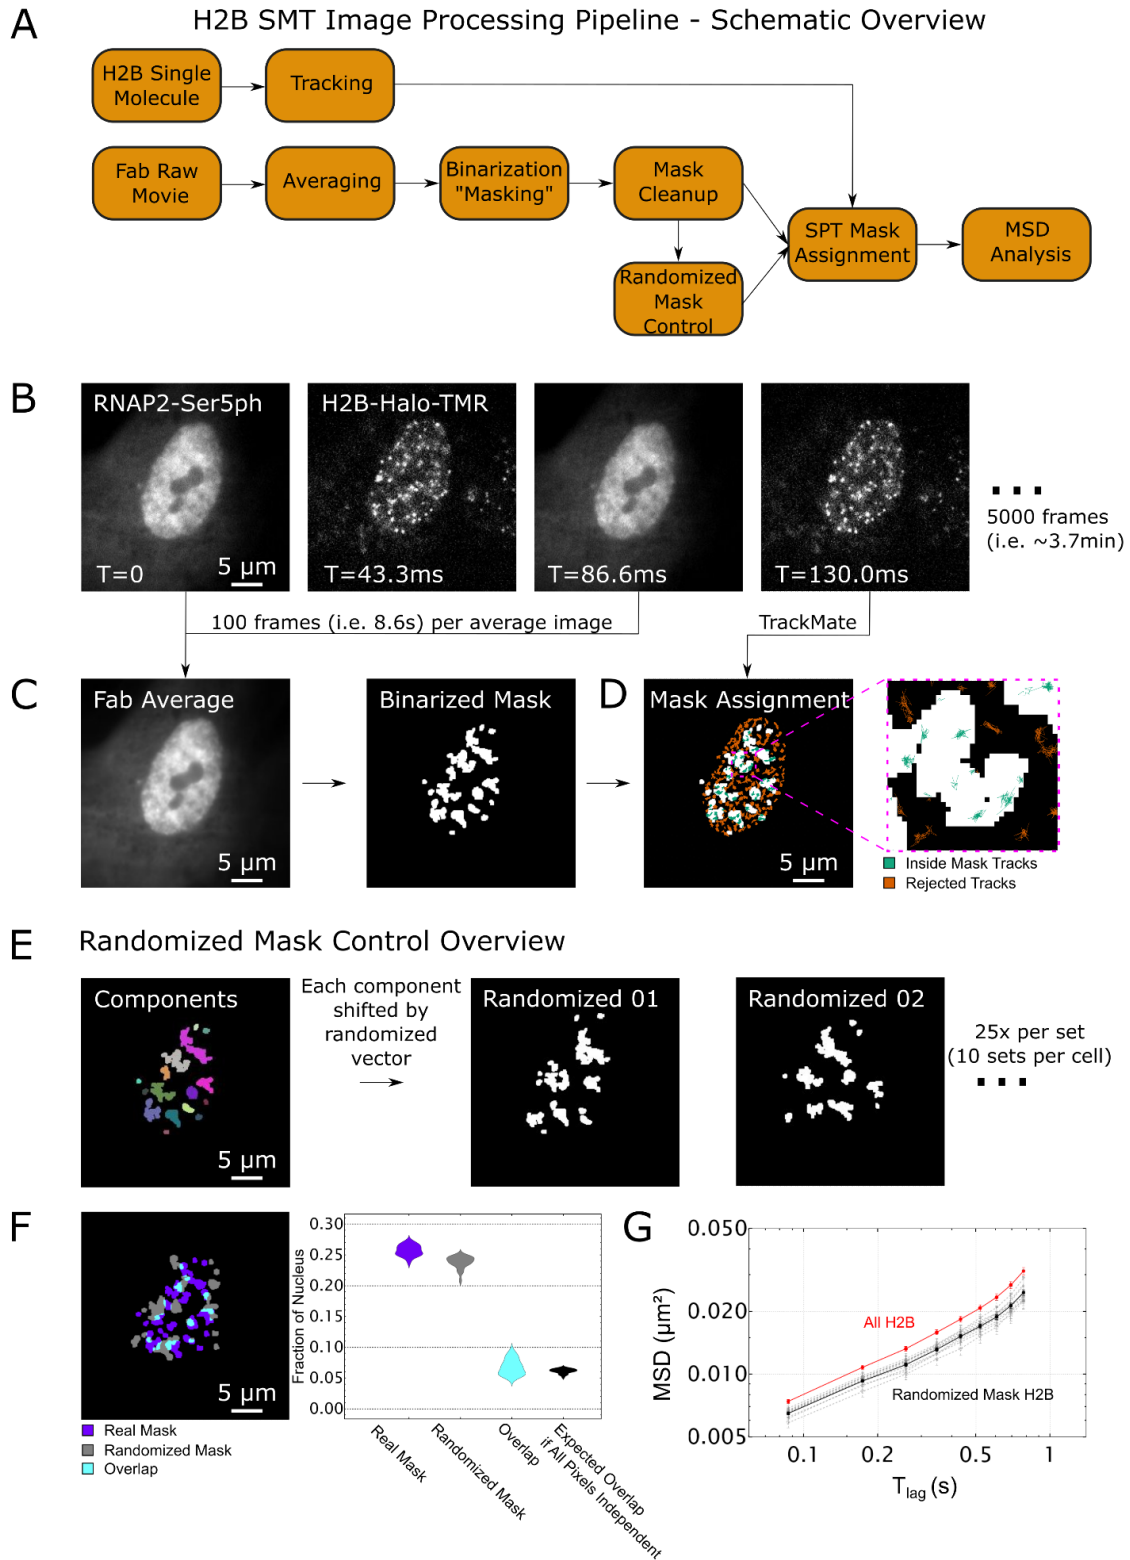 A
H2B SMT Image Processing Pipeline - Schematic Overview
H2B Single
Molecule
Tracking
Fab Raw
Movie
Averaging
Binarization
"Masking"
Mask
Cleanup
Randomized
Mask
Control
SPT Mask
Assignment
MSD
Analysis
B
RNAP2-Ser5ph
T=0
5 µm
H2B-Halo-TMR
T=43.3ms
T=86.6ms
T=130.0ms
5000 frames
(i.e. ~3.7min)
100 frames (i.e. 8.6s) per average image
TrackMate
C
Fab Average
5 µm
Binarized Mask
D
Mask Assignment
5 µm
Inside Mask Tracks
Rejected Tracks
E
Randomized Mask Control Overview
Components
5 µm
Each component
shifted by
randomized
vector
Randomized 01
Randomized 02
25x per set
(10 sets per cell)
F
5 µm
Real Mask
Randomized Mask
Overlap
Fraction of Nucleus
0.30
0.25
0.20
0.10
0.05
0.00
Real Mask
Randomized Mask
Overlap
Expected Overlap
if All Pixels Independent
G
MSD (µm²)
0.050
0.020
0.010
0.005
All H2B
Randomized Mask H2B
0.1
0.2
0.5
1
Tlag (s)